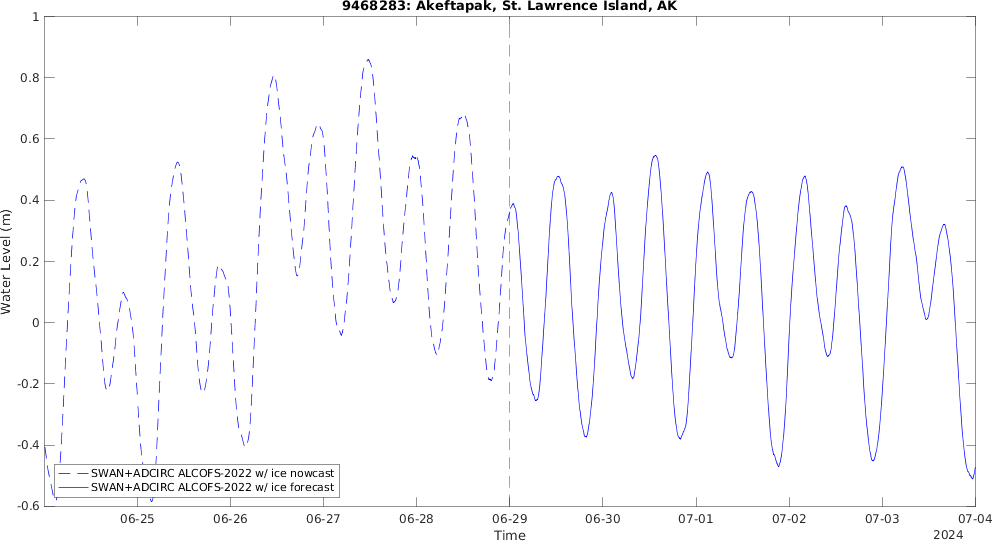 9468283: Akeftapak, St. Lawrence Island, AK
Water Level (m)
1
0.8
0.6
0.4
0.2
0
-0.2
-0.4
-0.6
SWAN+ADCIRC ALCOFS-2022 w/ ice nowcast
SWAN+ADCIRC ALCOFS-2022 w/ ice forecast
06-25 06-26 06-27 06-28 06-29 06-30 07-01 07-02 07-03 07-04
Time
2024